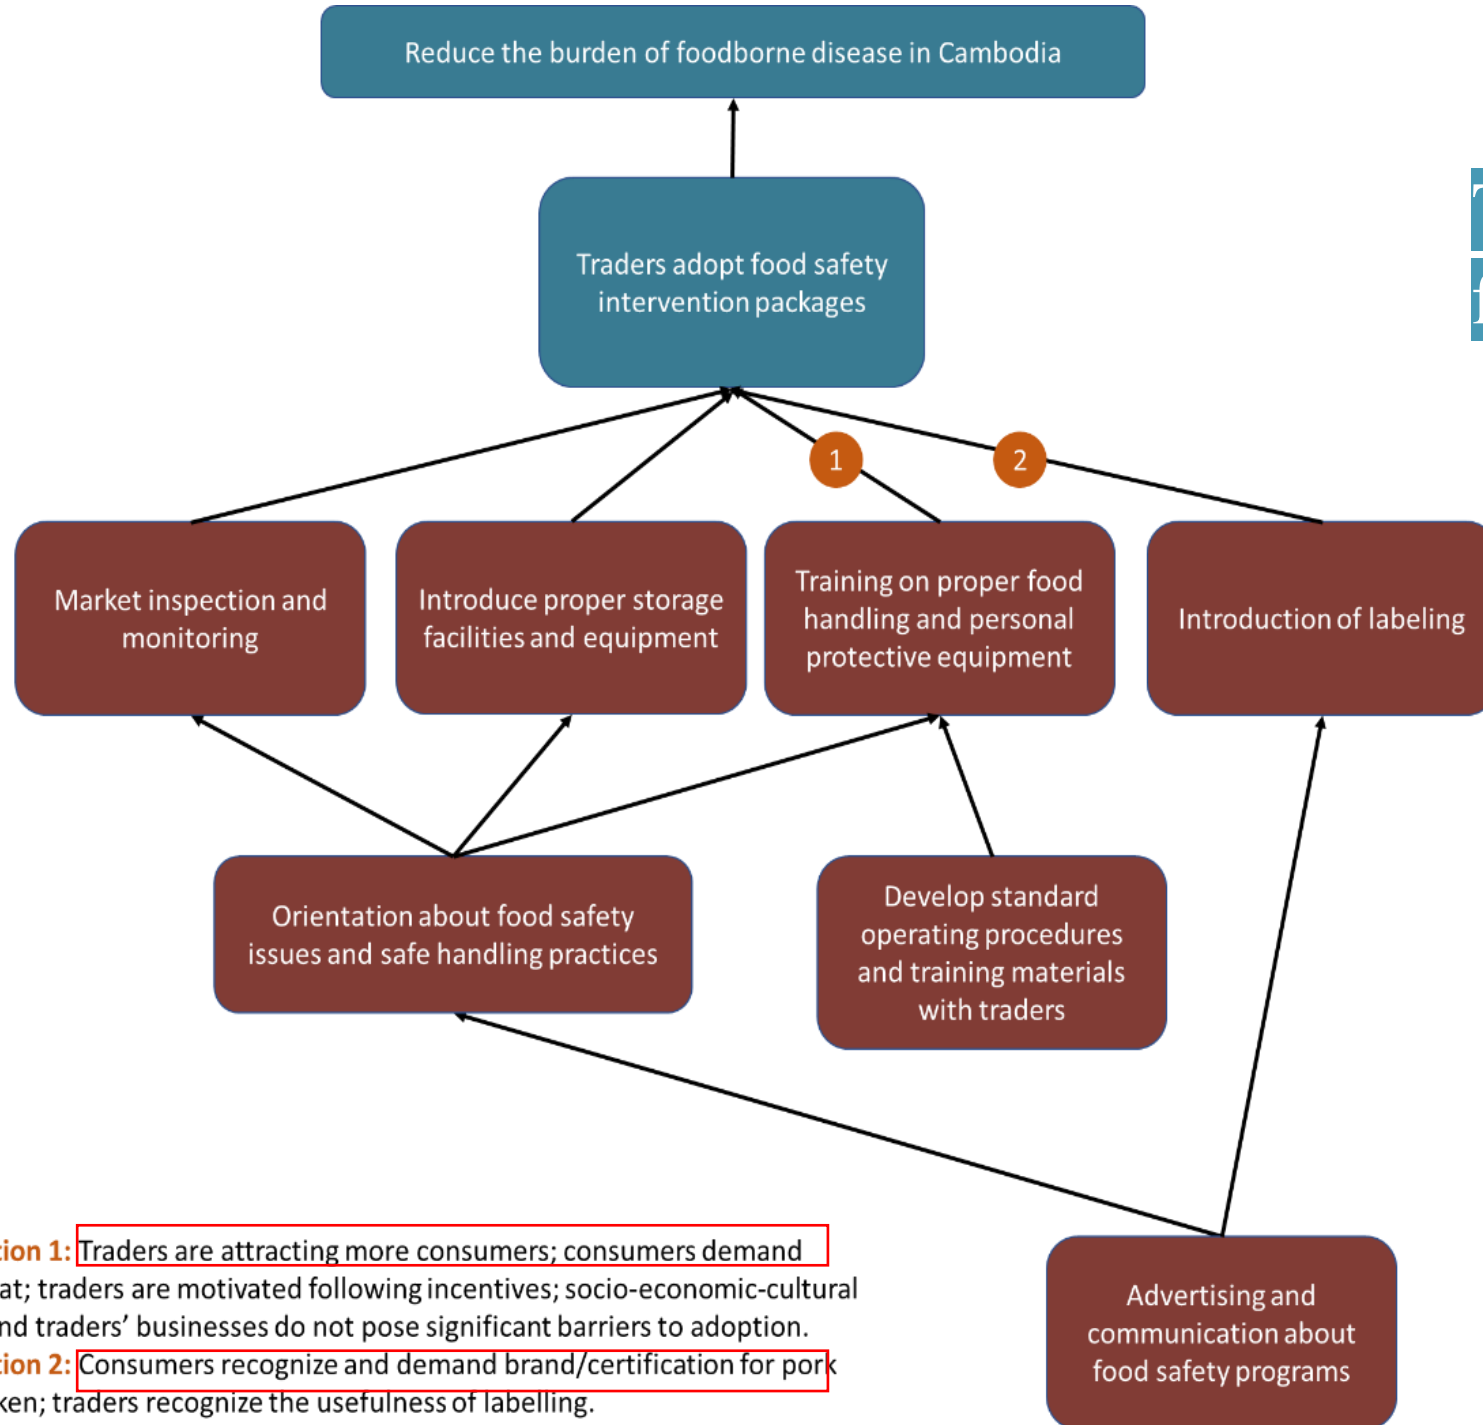 Reduce the burden of foodborne disease in Cambodia
Traders adopt food safety
intervention packages
1
2
Market inspection and
monitoring
Introduce proper storage
facilities and equipment
Training on proper food
handling and personal
protective equipment
Introduction of labeling
Orientation about food safety
issues and safe handling practices
Develop standard
operating procedures
and training materials
with traders
Advertising and
communication about
food safety programs
tion 1: Traders are attracting more consumers; consumers demand
at; traders are motivated following incentives; socio-economic-cultural
nd traders’ businesses do not pose significant barriers to adoption.
tion 2: Consumers recognize and demand brand/certification for pork
ken; traders recognize the usefulness of labelling.